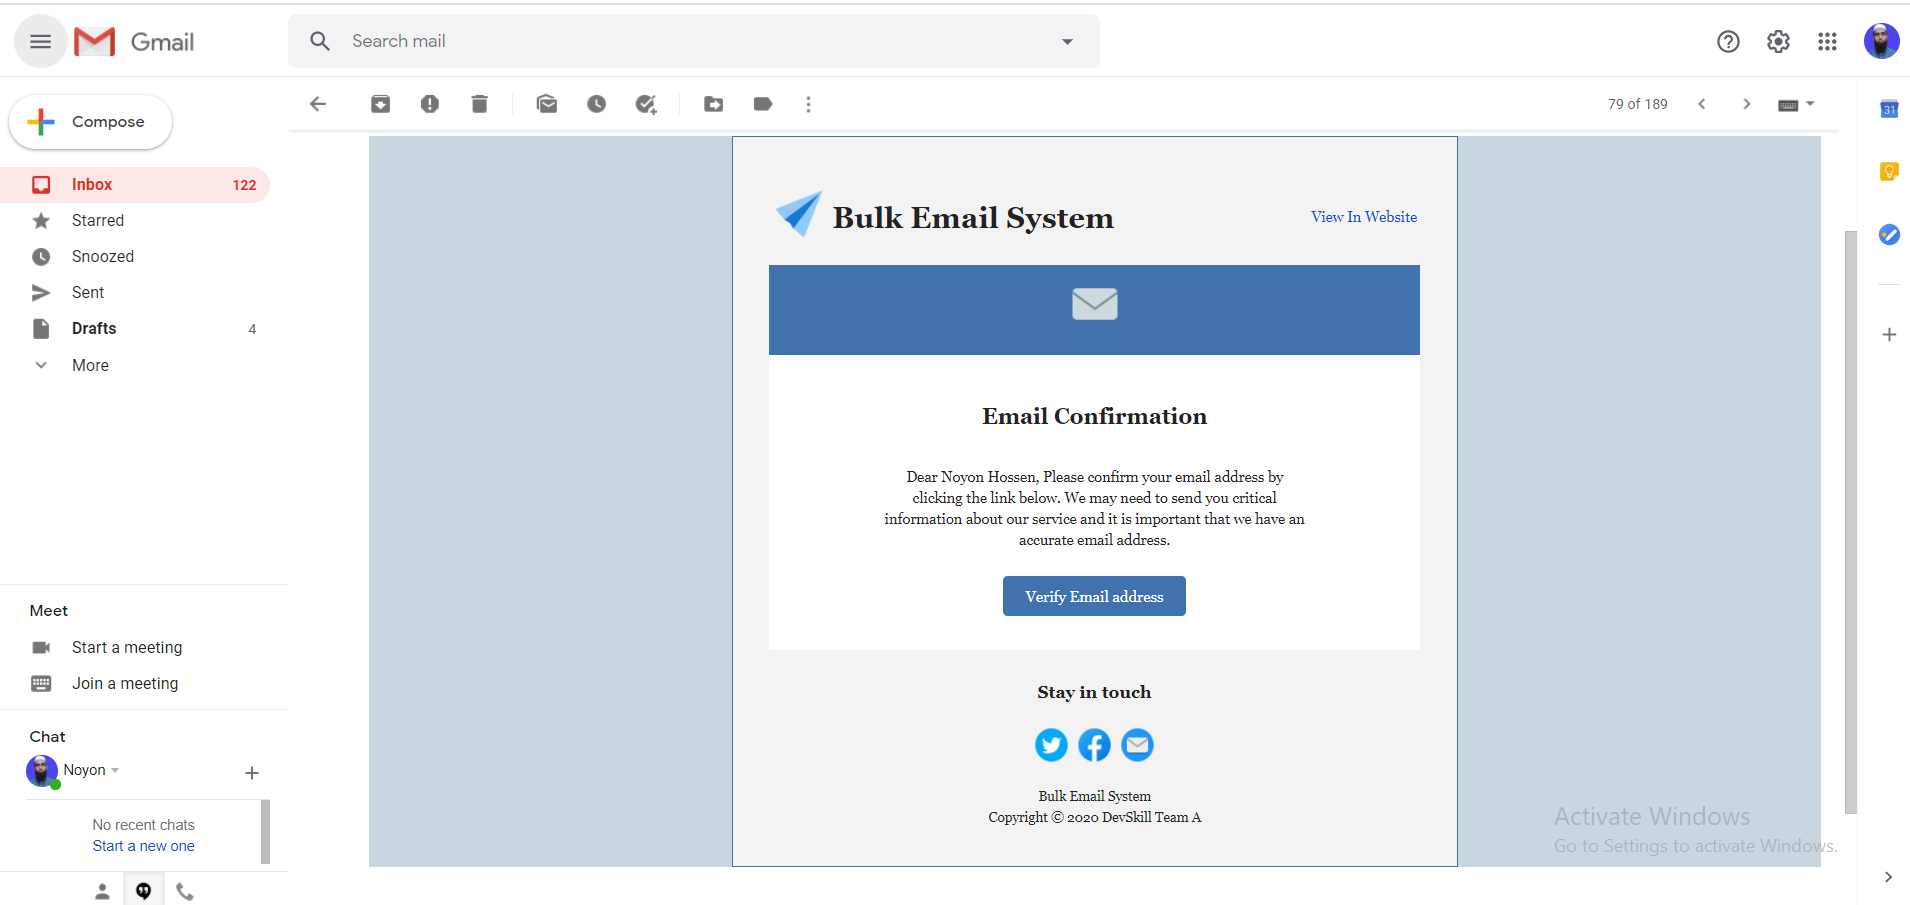 Gmail
Search mail
Compose
79 of 189
31
Inbox 122
Starred
Snoozed
Sent
Drafts 4
More
Bulk Email System
View In Website
Email Confirmation
Dear Noyon Hossen, Please confirm your email address by
clicking the link below. We may need to send you critical
information about our service and it is important that we have an
accurate email address.
Verify Email address
Stay in touch
Bulk Email System
Copyright © 2020 DevSkill Team A
Meet
Start a meeting
Join a meeting
Chat
Noyon
No recent chats
Start a new one
Activate Windows
Go to Settings to activate Windows.